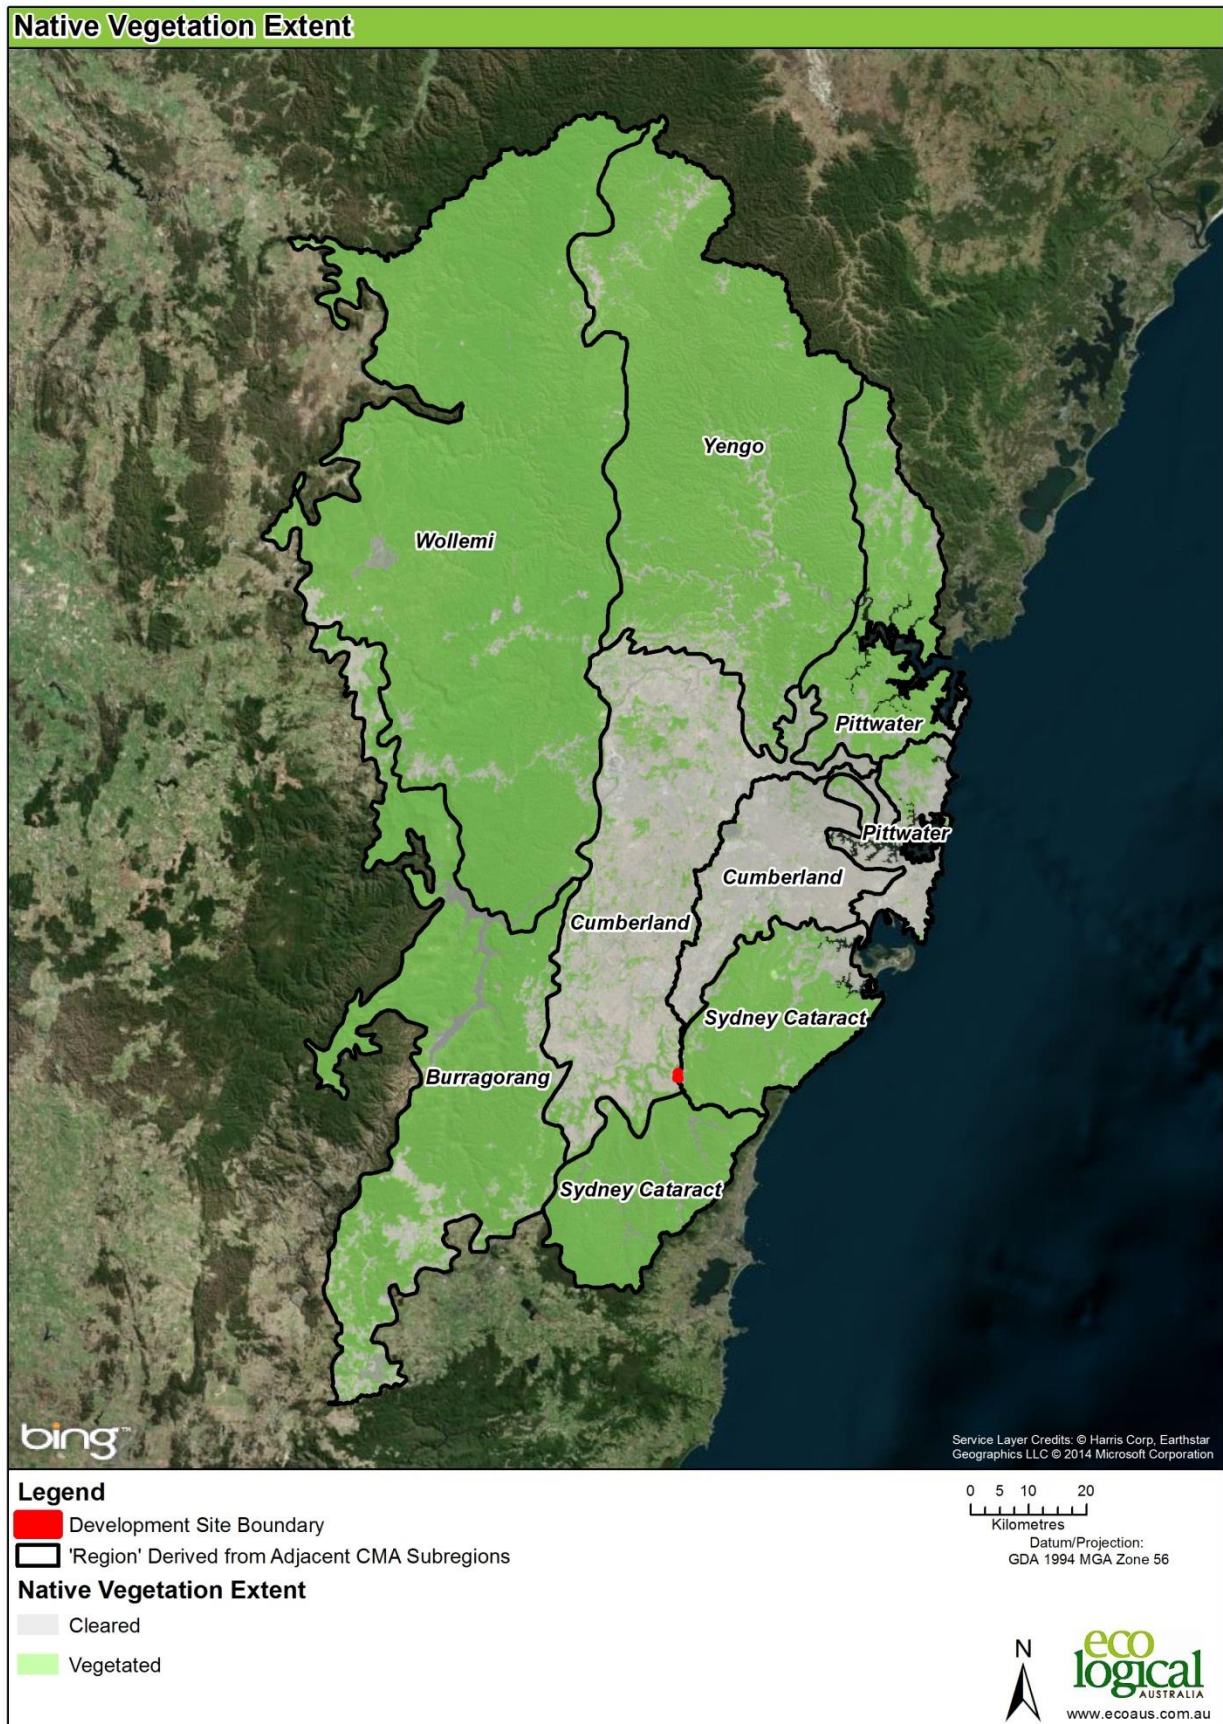 Native Vegetation Extent
Yengo
Wollemi
Pittwater
Pittwater
Cumberland
Cumberland
Sydney Cataract
Burragorang
Sydney Cataract
bing™
Service Layer Credits: © Harris Corp, Earthstar
Geographics LLC © 2014 Microsoft Corporation
Legend
Development Site Boundary
'Region' Derived from Adjacent CMA Subregions
Native Vegetation Extent
Cleared
Vegetated
0 5 10 20
Kilometres
Datum/Projection:
GDA 1994 MGA Zone 56
N
eco
logical
AUSTRALIA
www.ecoaus.com.au